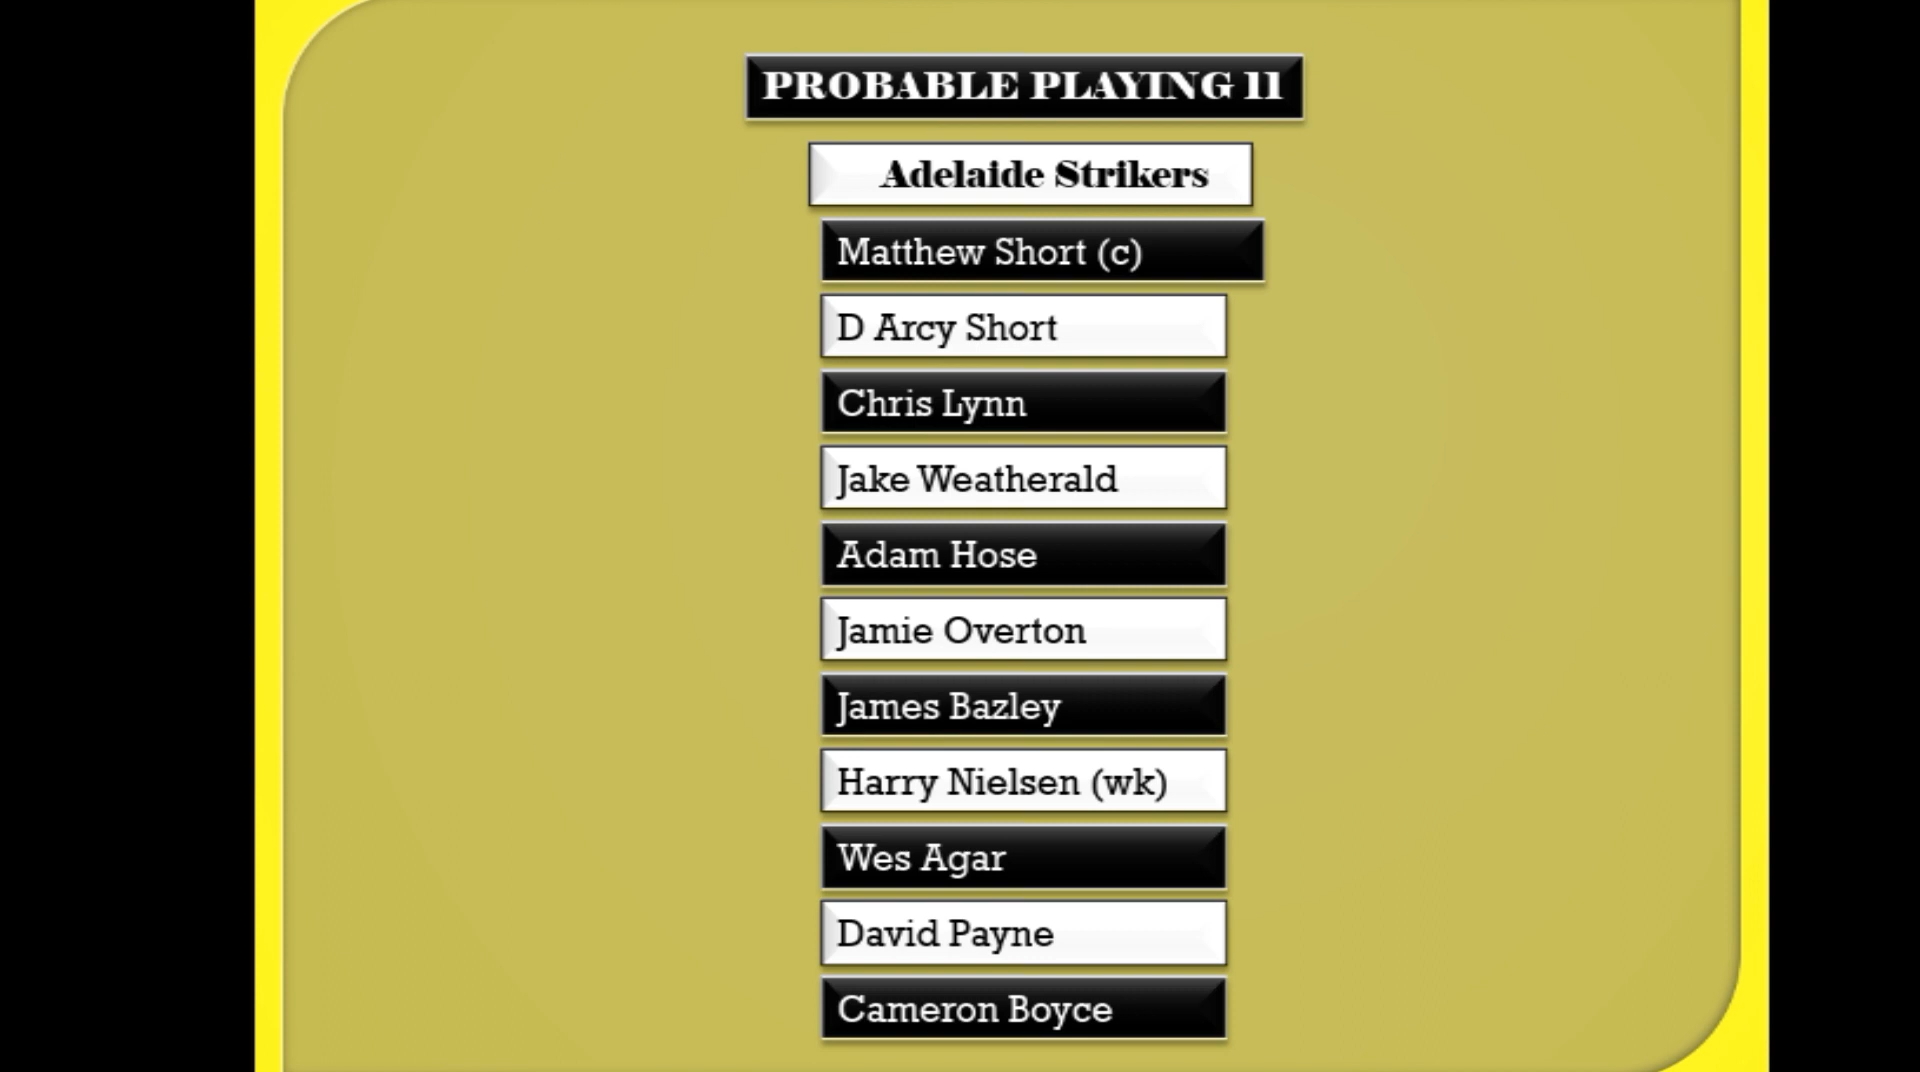 PROBABLE PLAYING 11
Adelaide Strikers
Matthew Short (c)
D Arcy Short
Chris Lynn
Jake Weatherald
Adam Hose
Jamie Overton
James Bazley
Harry Nielsen (wk)
Wes Agar
David Payne
Cameron Boyce